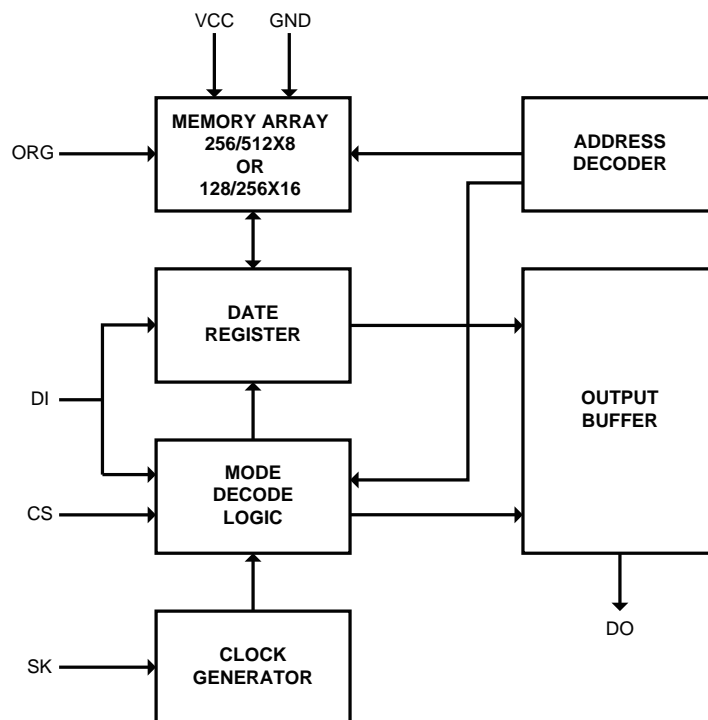 VCC
GND
ORG
MEMORY ARRAY
256/512X8
OR
128/256X16
ADDRESS
DECODER
DATE
REGISTER
DI
OUTPUT
BUFFER
MODE
DECODE
LOGIC
CS
DO
SK
CLOCK
GENERATOR